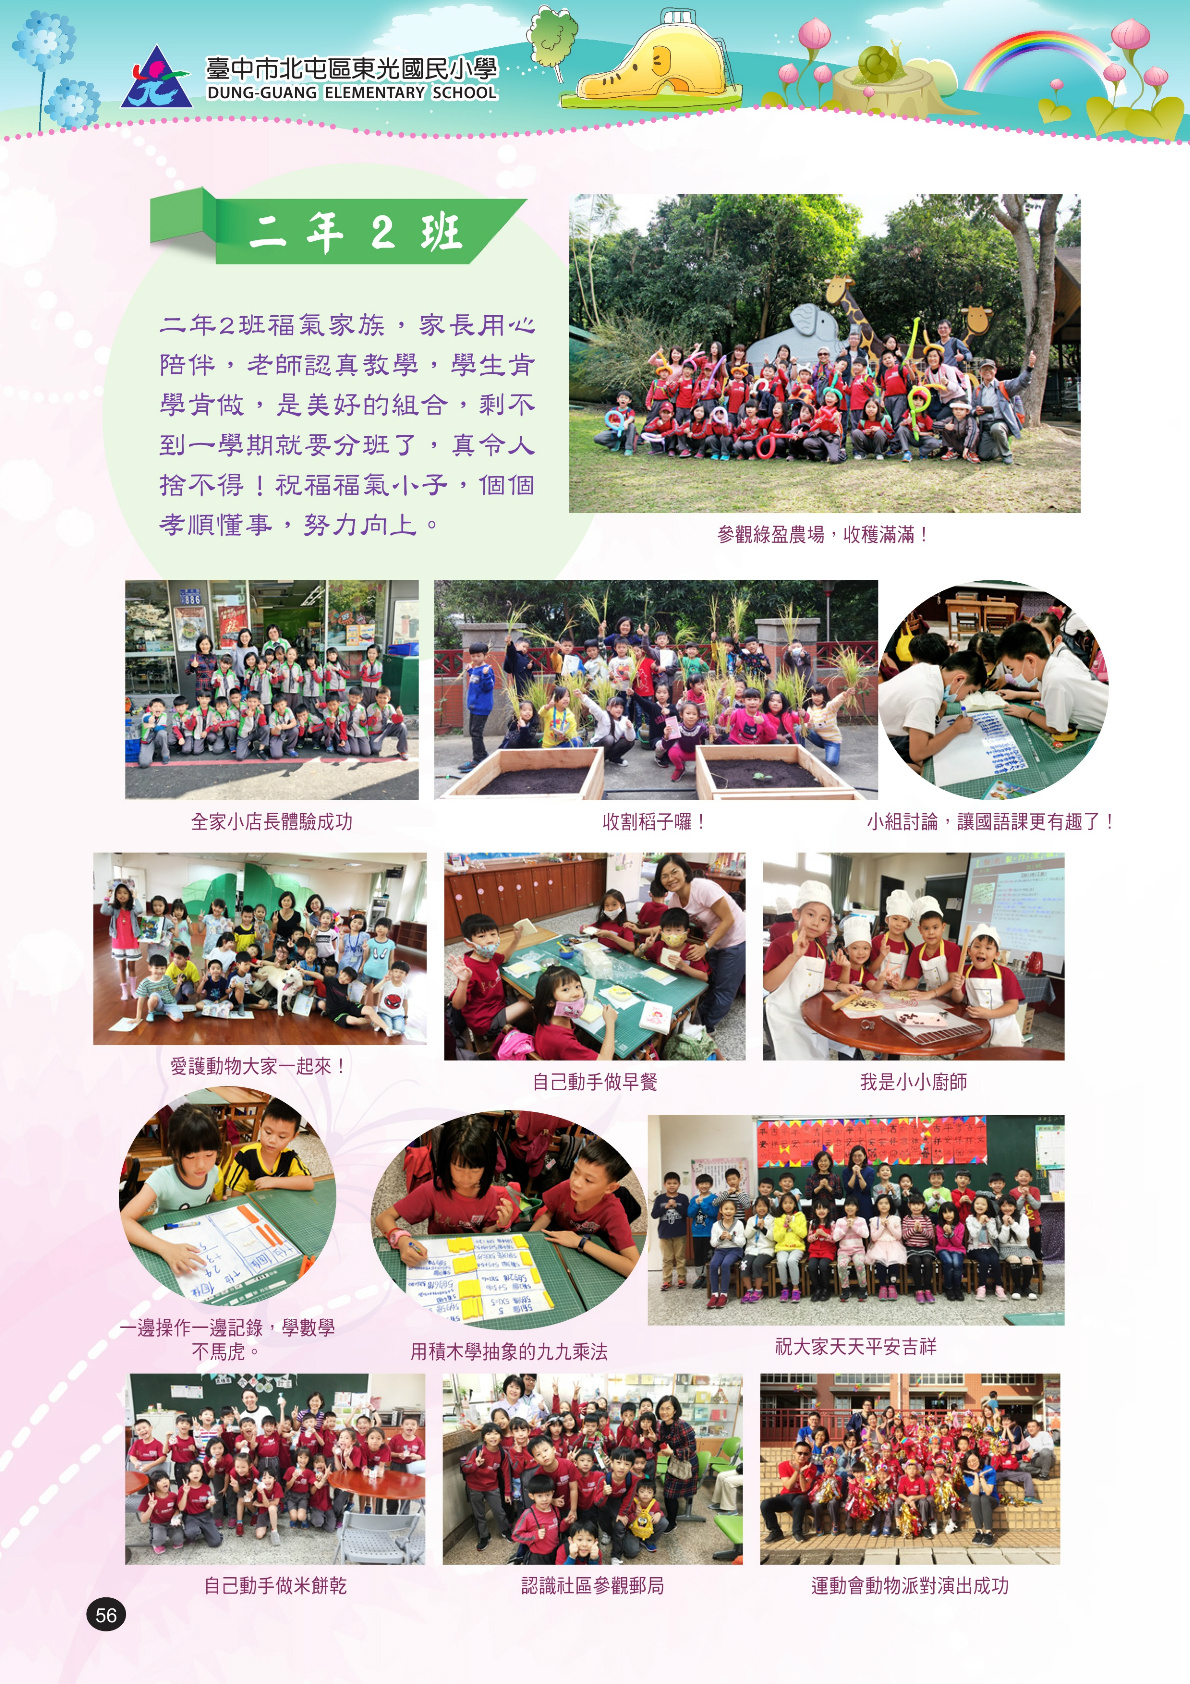 臺中市北屯區東光國民小學
DUNG-GUANG ELEMENTARY SCHOOL
二年2班
二年2班福氣家族，家長用心
陪伴，老師認真教學，學生肯
學肯做，是美好的組合，剩不
到一學期就要分班了，真令人
捨不得！祝福福氣小子，個個
孝順懂事，努力向上。
參觀綠盈農場，收穫滿滿！
886
全家小店長體驗成功
收割稻子囉！
小組討論，讓國語課更有趣了！
愛護動物大家一起來！
自己動手做早餐
我是小小廚師
一邊操作一邊記錄，學數學
不馬虎。
用積木學抽象的九九乘法
祝大家天天平安吉祥
自己動手做米餅乾
認識社區參觀郵局
運動會動物派對演出成功
56